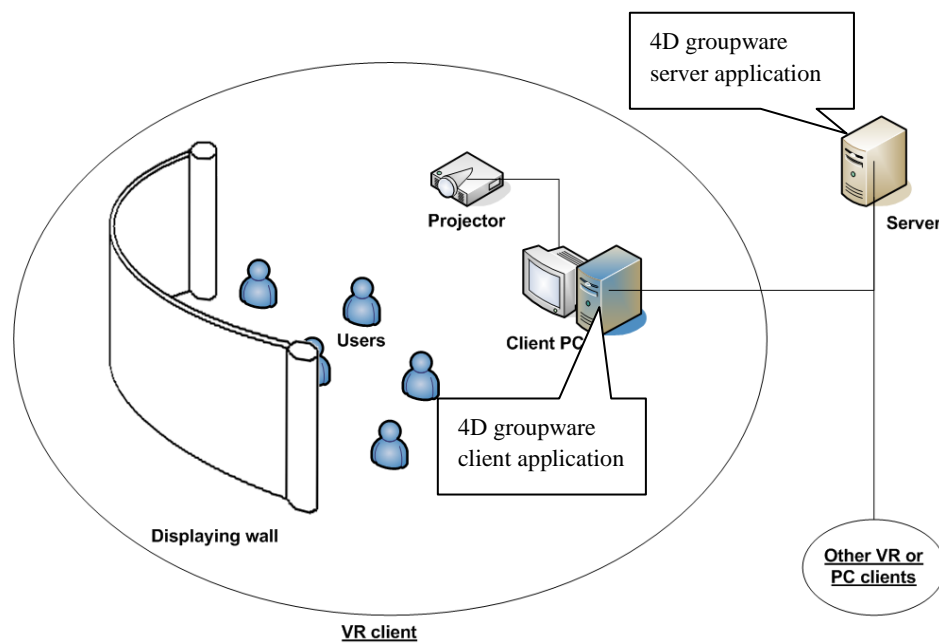 4D groupware
server application
Projector
Server
Users
Client PC
4D groupware
client application
Displaying wall
Other VR or
PC clients
VR client